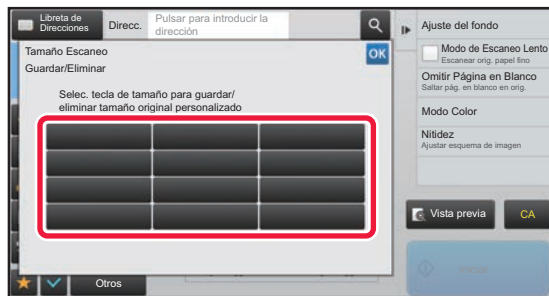 Libreta de
Direcciones
Direcc.
Pulsar para introducir la
dirección
Ajuste del fondo
Tamaño Escaneo
OK
Guardar/Eliminar
Modo de Escaneo Lento
Escanear orig. papel fino
Omitir Página en Blanco
Saltar pág. en blanco en orig.
Selec. tecla de tamaño para guardar/
eliminar tamaño original personalizado
Modo Color
Nitidez
Ajustar esquema de imagen
Vista previa
CA
Otros